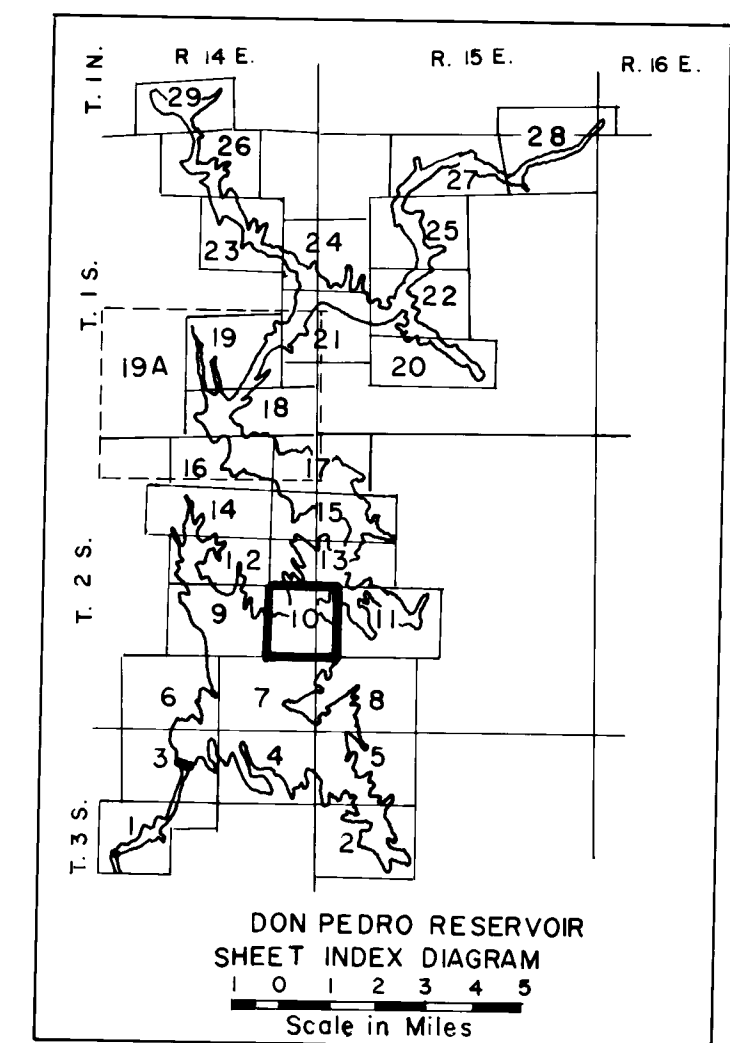 R 14 E.
R. 15 E.
R. 16 E.
T. 1 N.
29
28
26
27
25
23
24
22
T. 1 S.
19
21
19A
20
18
16
17
14
15
12
13
T. 2 S.
9
10
11
6
7
8
3
4
5
T. 3 S.
1
2
DON PEDRO RESERVOIR
SHEET INDEX DIAGRAM
1 0 1 2 3 4 5
Scale in Miles